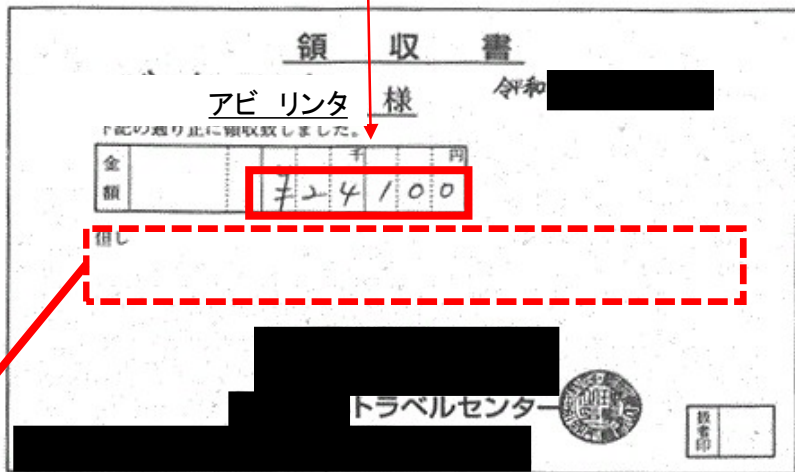 領 収 書
アビ リンタ 様 令和
下記の通り正に領収致しました。
千 円
金額 ¥24100
但し
トラベルセンター
扱者印